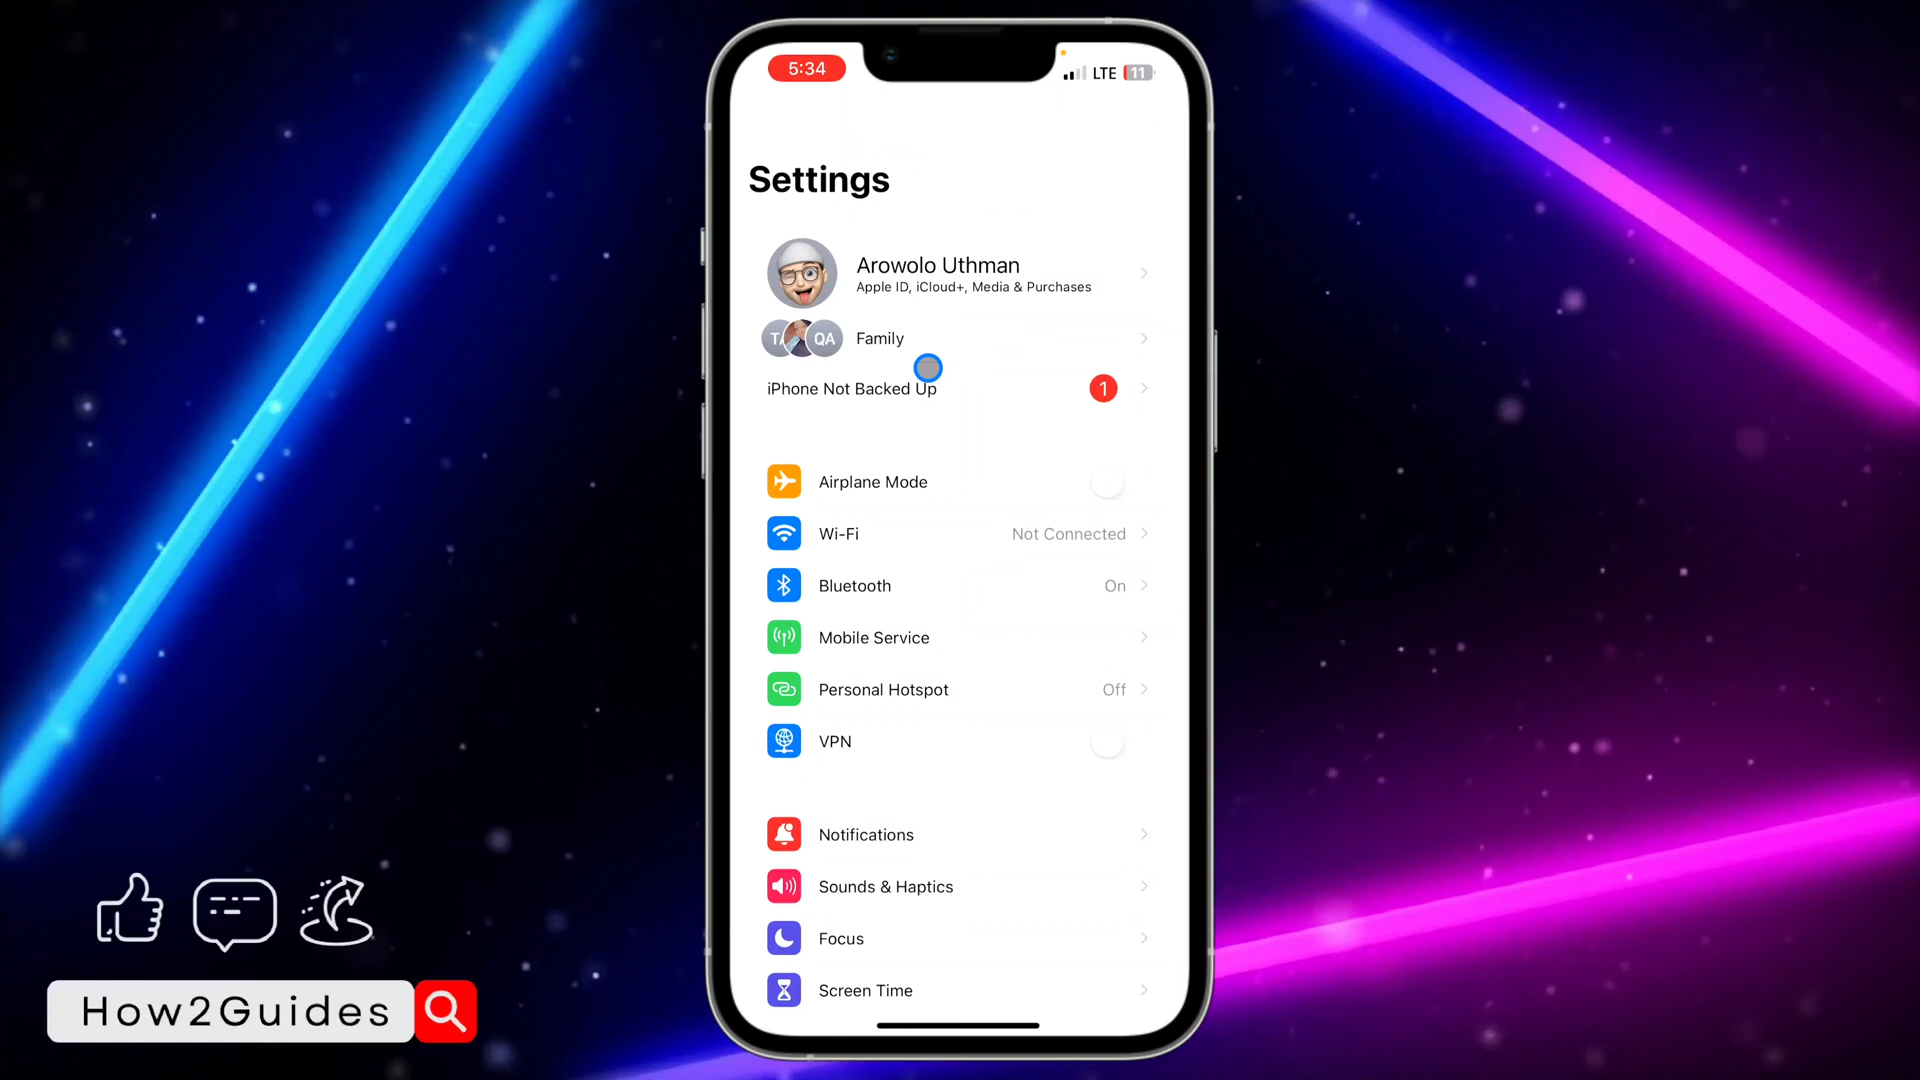 5:34
LTE 11
Settings
Arowolo Uthman
Apple ID, iCloud+, Media & Purchases
TA QA Family
iPhone Not Backed Up 1
Airplane Mode
Wi-Fi Not Connected
Bluetooth On
Mobile Service
Personal Hotspot Off
VPN
Notifications
Sounds & Haptics
Focus
Screen Time
How2Guides